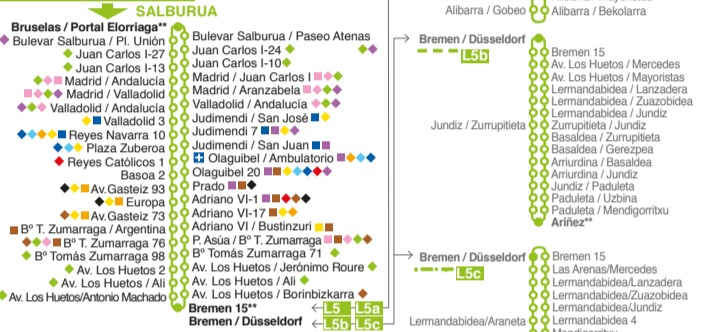 SALBURUA
Bruselas / Portal Elorriaga**
Bulevar Salburua / Pl. Unión
Juan Carlos I-27
Juan Carlos I-13
Madrid / Andalucía
Madrid / Valladolid
Valladolid / Andalucía
Valladolid 3
Reyes Navarra 10
Plaza Zuberoa
Reyes Católicos 1
Basoa 2
Av.Gasteiz 93
Europa
Av.Gasteiz 73
Bº T. Zumarraga / Argentina
Bº T. Zumarraga 76
Bº Tomás Zumarraga 98
Av. Los Huetos 2
Av. Los Huetos / Ali
Av. Los Huetos/Antonio Machado
Bulevar Salburua / Paseo Atenas
Juan Carlos I-24
Juan Carlos I-10
Madrid / Juan Carlos I
Madrid / Aranzabela
Valladolid / Andalucía
Judimendi / San José
Judimendi 7
Judimendi / San Juan
Olaguibel / Ambulatorio
Olaguibel 20
Prado
Adriano VI-1
Adriano VI-17
Adriano VI / Bustinzuri
P. Asúa / Bº T. Zumarraga
Bº Tomás Zumarraga 71
Av. Los Huetos / Jerónimo Roure
Av. Los Huetos / Ali
Av. Los Huetos / Borinbizkarra
Bremen 15**
L5 L5a
Bremen / Düsseldorf
L5b L5c
Alibarra / Gobeo
Alibarra / Bekolarra
Bremen / Düsseldorf
L5b
Bremen 15
Av. Los Huetos / Mercedes
Av. Los Huetos / Mayoristas
Lermandabidea / Lanzadera
Lermandabidea / Zuazobidea
Lermandabidea / Jundiz
Jundiz / Zurrupitieta
Zurrupitieta / Jundiz
Basaldea / Zurrupitieta
Basaldea / Gerezpea
Arriurdina / Basaldea
Arriurdina / Jundiz
Jundiz / Paduleta
Paduleta / Uzbina
Paduleta / Mendigorritxu
Ariñez**
Bremen / Düsseldorf
L5c
Bremen 15
Las Arenas/Mercedes
Lermandabidea/Lanzadera
Lermandabidea/Zuazobidea
Lermandabidea/Jundiz
Lermandabidea/Araneta
Lermandabidea 4